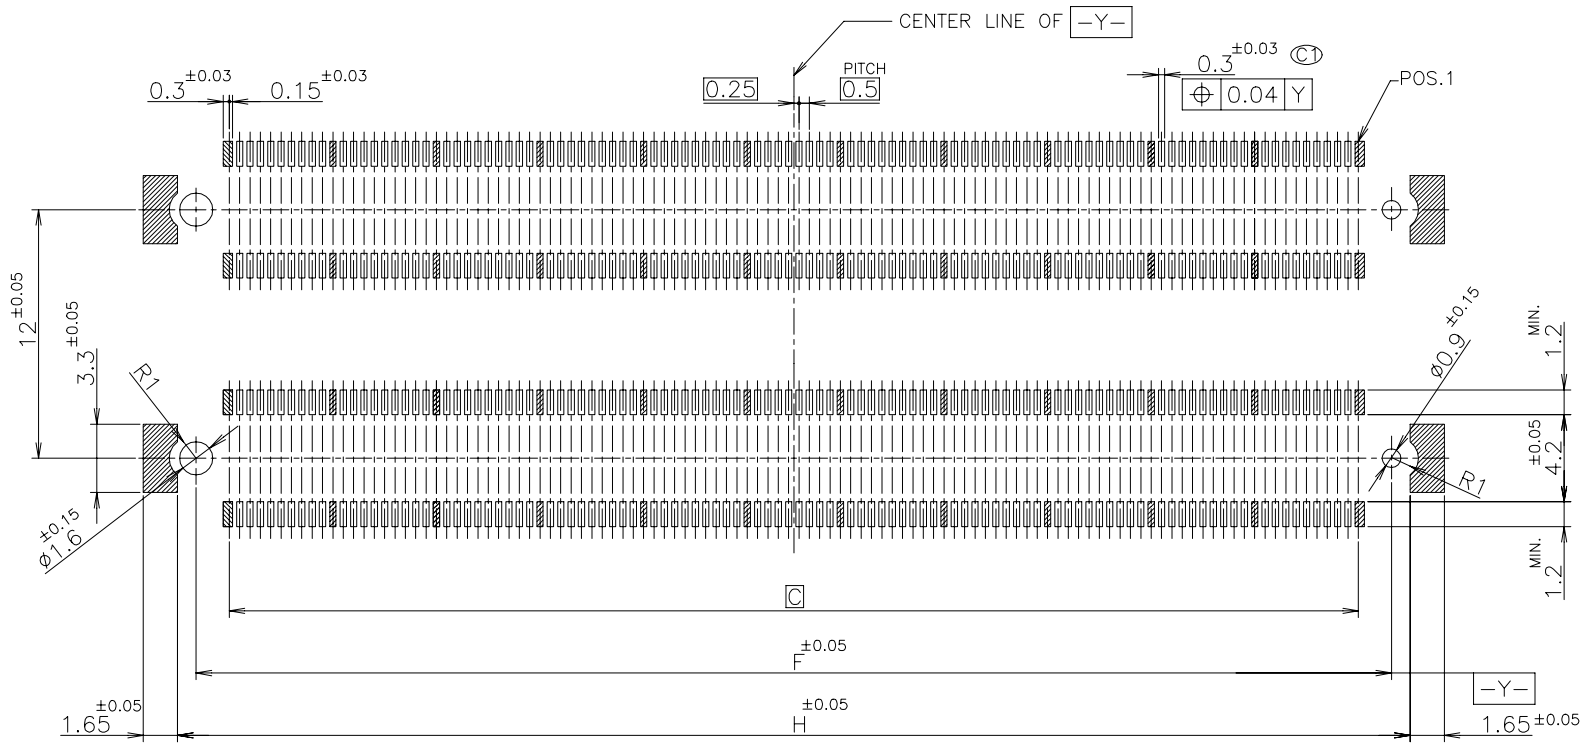 CENTER LINE OF -Y-
0.3±0.03 0.15±0.03
0.25
PITCH
0.5
0.3±0.03 C1
⌖ 0.04 Y
POS.1
12±0.05
3.3±0.05
R1
ø1.6±0.15
ø0.9±0.15
R1
MIN.
1.2
4.2±0.05
MIN.
1.2
C
F±0.05
-Y-
1.65±0.05
H±0.05
1.65±0.05